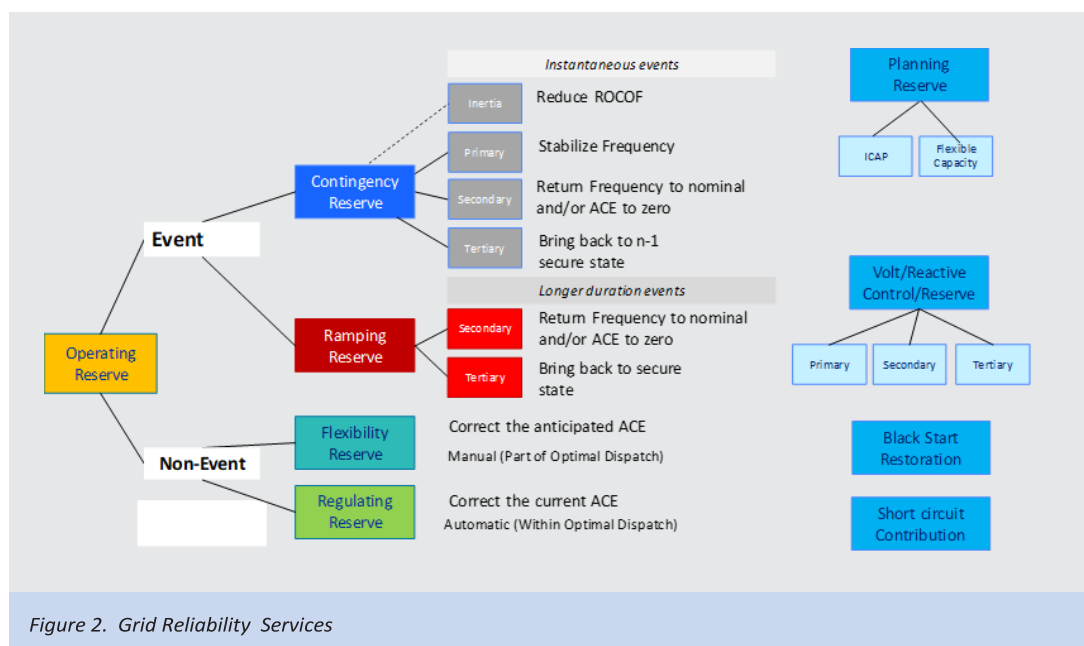 Instantaneous events
Inertia
Reduce ROCOF
Primary
Stabilize Frequency
Contingency
Reserve
Secondary
Return Frequency to nominal
and/or ACE to zero
Tertiary
Bring back to n-1
secure state
Event
Longer duration events
Ramping
Reserve
Secondary
Return Frequency to nominal
and/or ACE to zero
Tertiary
Bring back to secure
state
Operating
Reserve
Non-Event
Flexibility
Reserve
Correct the anticipated ACE
Manual (Part of Optimal Dispatch)
Regulating
Reserve
Correct the current ACE
Automatic (Within Optimal Dispatch)
Planning
Reserve
ICAP
Flexible
Capacity
Volt/Reactive
Control/Reserve
Primary
Secondary
Tertiary
Black Start
Restoration
Short circuit
Contribution
Figure 2. Grid Reliability Services